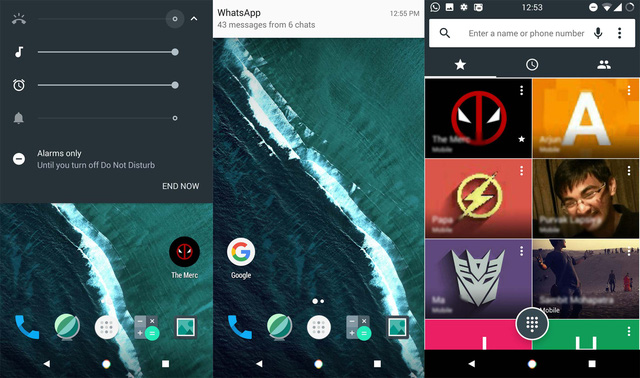 Alarms only
Until you turn off Do Not Disturb
END NOW
The Merc
WhatsApp
12:55 PM
43 messages from 6 chats
Google
12:53
Enter a name or phone number
The Merc
Mobile
A
Arjun
Mobile
Papa
Mobile
Mobile
Ma
Mobile
Sambit Mohapatra
Mobile